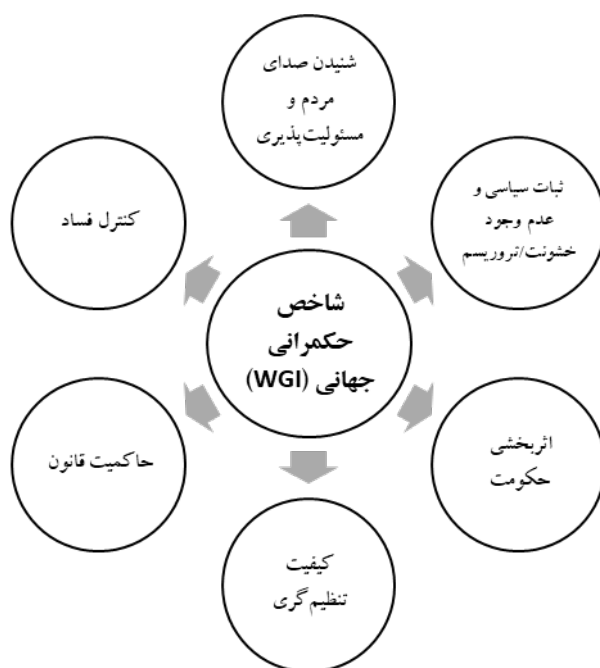 شنیدن صدای
مردم و
مسئولیت‌پذیری
ثبات سیاسی و
عدم وجود
خشونت/تروریسم
کنترل فساد
شاخص
حکمرانی
جهانی (WGI)
اثربخشی
حکومت
حاکمیت قانون
کیفیت
تنظیم‌گری